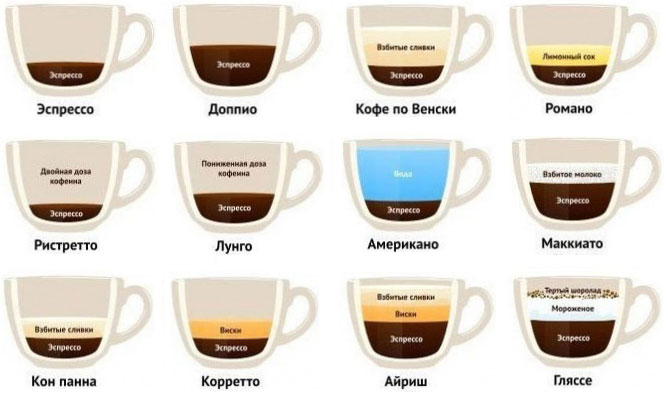 Эспрессо
Эспрессо
Взбитые сливки
Эспрессо
Лимонный сок
Эспрессо
Эспрессо
Доппио
Кофе по Венски
Романо
Двойная доза
кофеина
Эспрессо
Пониженная доза
кофеина
Эспрессо
Вода
Эспрессо
Взбитое молоко
Эспрессо
Ристретто
Лунго
Американо
Маккиато
Взбитые сливки
Эспрессо
Виски
Эспрессо
Взбитые сливки
Виски
Эспрессо
Тертый шоколад
Мороженое
Эспрессо
Кон панна
Корретто
Айриш
Гляссе